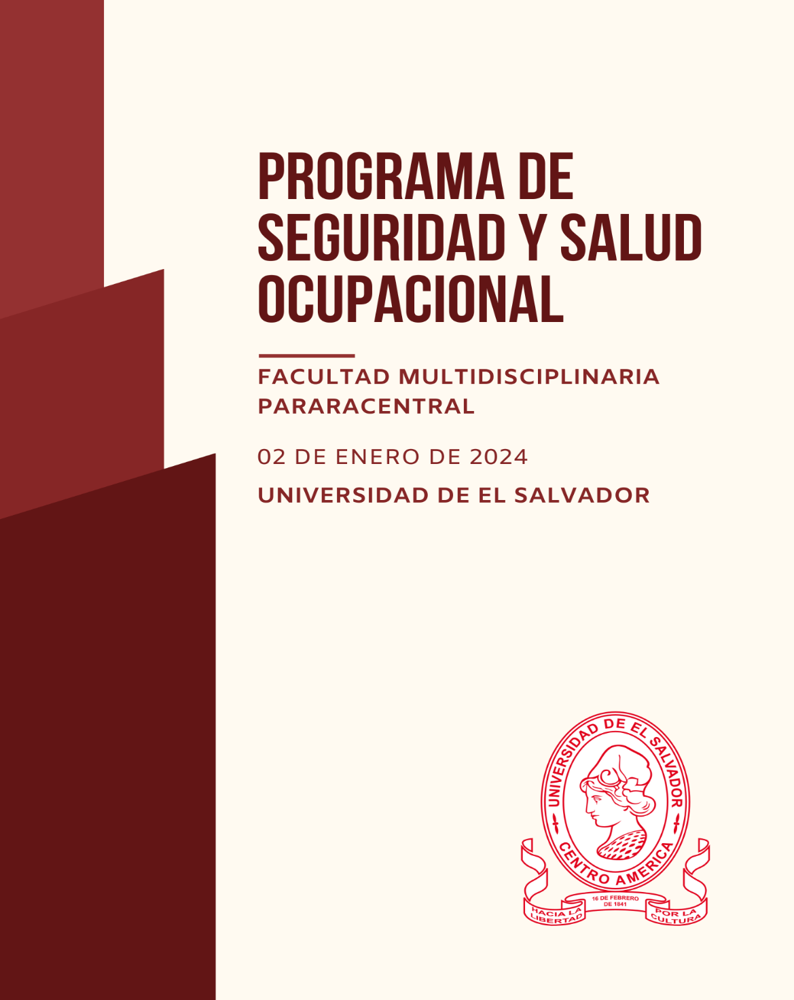 PROGRAMA DE
SEGURIDAD Y SALUD
OCUPACIONAL
FACULTAD MULTIDISCIPLINARIA
PARARACENTRAL
02 DE ENERO DE 2024
UNIVERSIDAD DE EL SALVADOR
UNIVERSIDAD DE EL SALVADOR
CENTRO AMERICA
16 DE FEBRERO
DE 1841
HACIA LA
LIBERTAD
POR LA
CULTURA